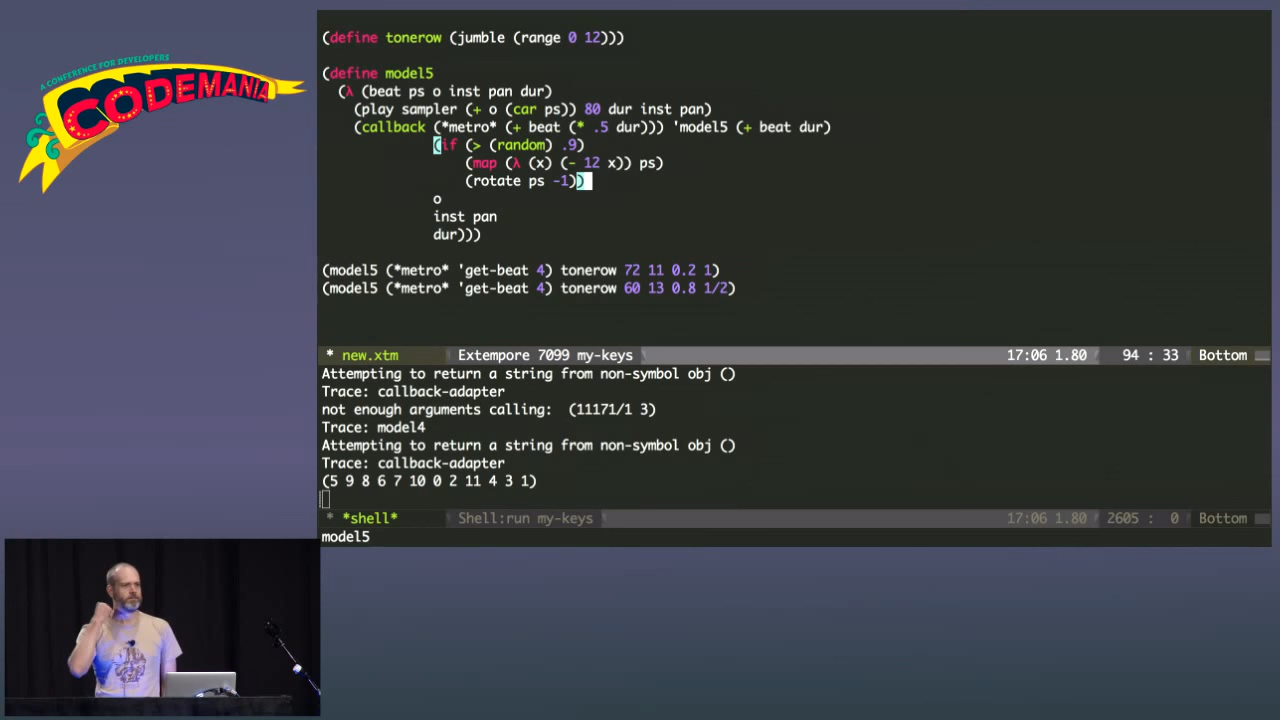 A CONFERENCE FOR DEVELOPERS
CODEMANIA
(define tonerow (jumble (range 0 12)))
(define model5
(λ (beat ps o inst pan dur)
(play sampler (+ o (car ps)) 80 dur inst pan)
(callback (*metro* (+ beat (* .5 dur))) 'model5 (+ beat dur)
(if (> (random) .9)
(map (λ (x) (- 12 x)) ps)
(rotate ps -1))
o
inst pan
dur)))
(model5 (*metro* 'get-beat 4) tonerow 72 11 0.2 1)
(model5 (*metro* 'get-beat 4) tonerow 60 13 0.8 1/2)
* new.xtm Extempore 7099 my-keys 17:06 1.80 94 : 33 Bottom
Attempting to return a string from non-symbol obj ()
Trace: callback-adapter
not enough arguments calling: (11171/1 3)
Trace: model4
Attempting to return a string from non-symbol obj ()
Trace: callback-adapter
(5 9 8 6 7 10 0 2 11 4 3 1)
* *shell* Shell:run my-keys 17:06 1.80 2605 : 0 Bottom
model5